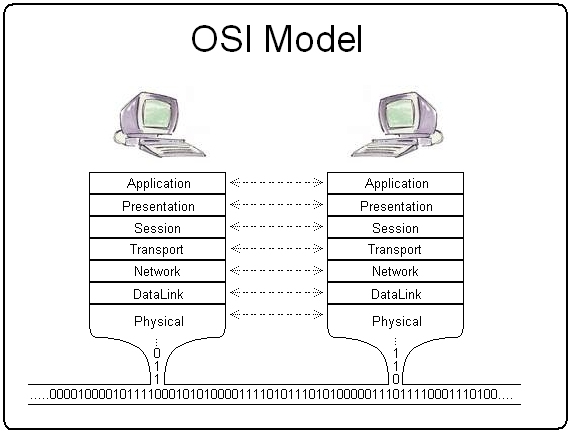 OSI Model
Application Application
Presentation Presentation
Session Session
Transport Transport
Network Network
DataLink DataLink
Physical Physical
0 1
1 1
1 0